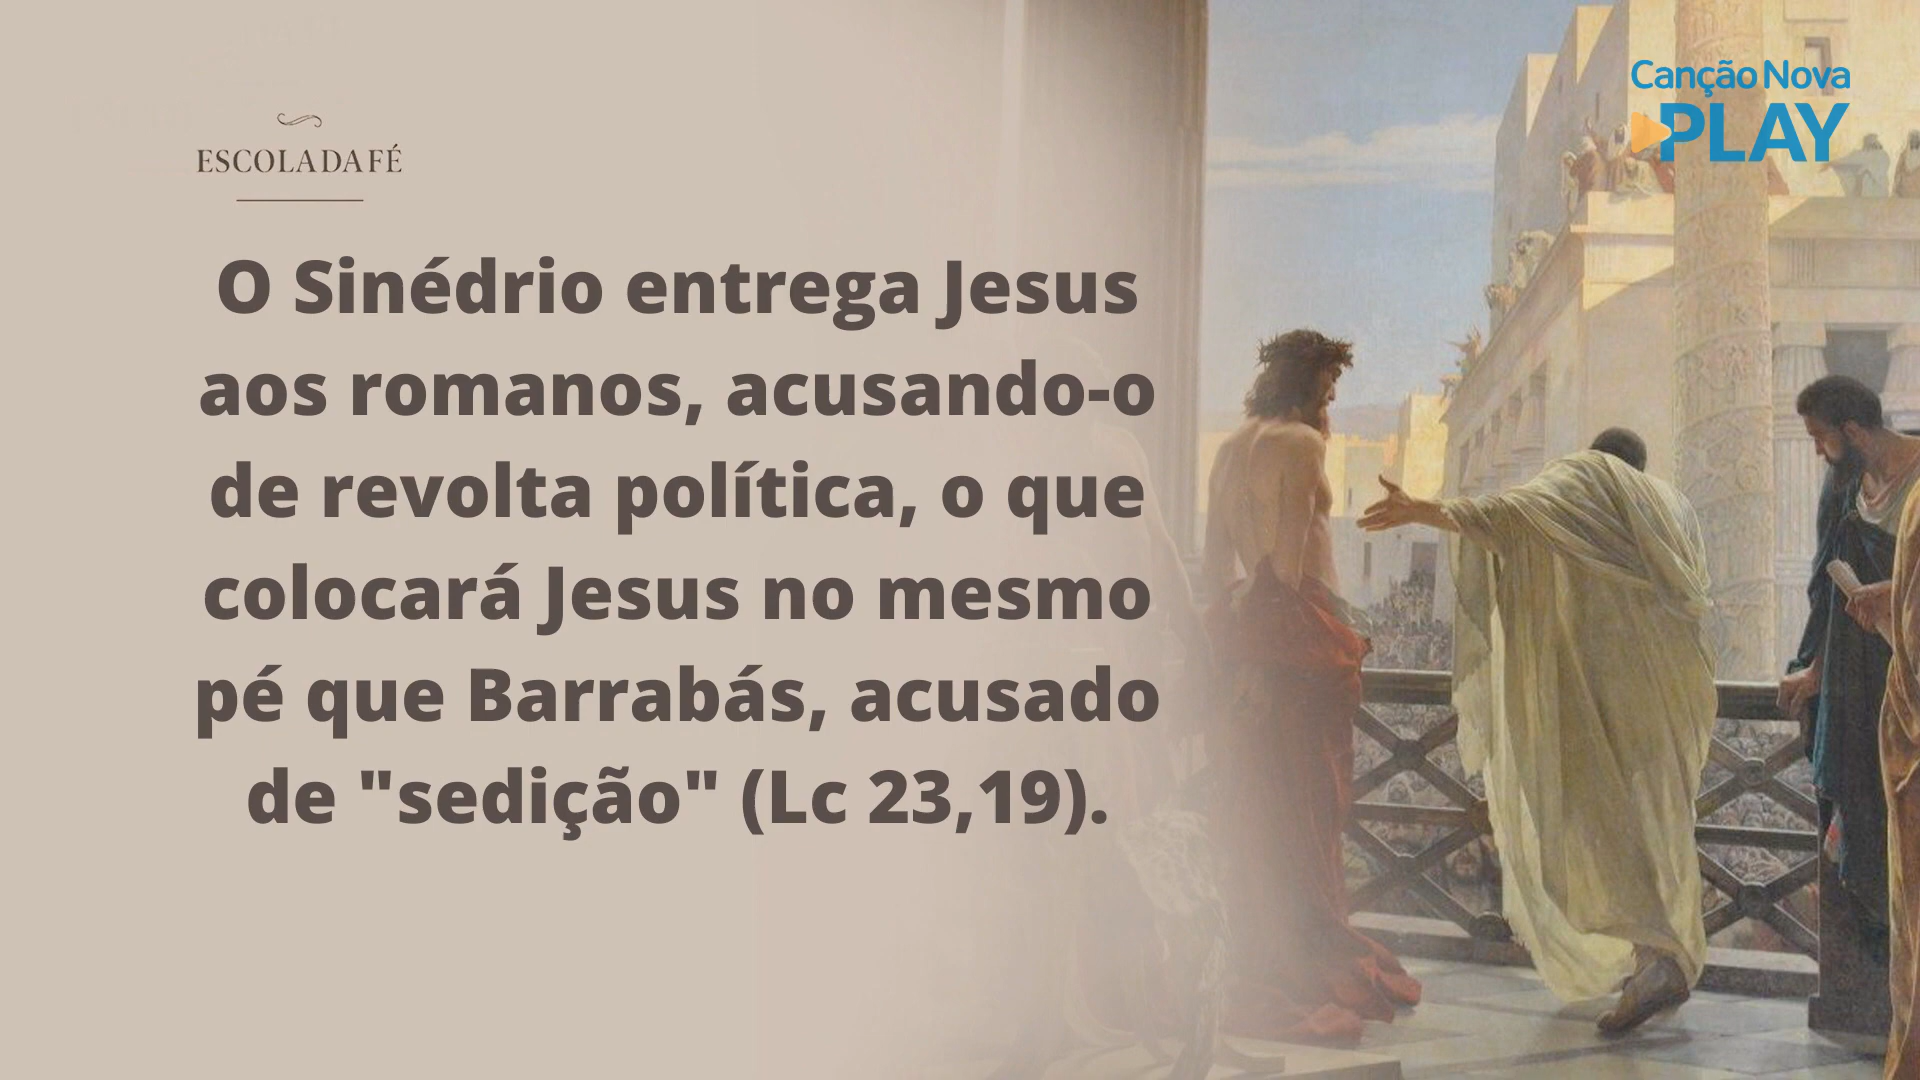 Canção Nova
PLAY
ESCOLADAFÉ
O Sinédrio entrega Jesus
aos romanos, acusando-o
de revolta política, o que
colocará Jesus no mesmo
pé que Barrabás, acusado
de "sedição" (Lc 23,19).